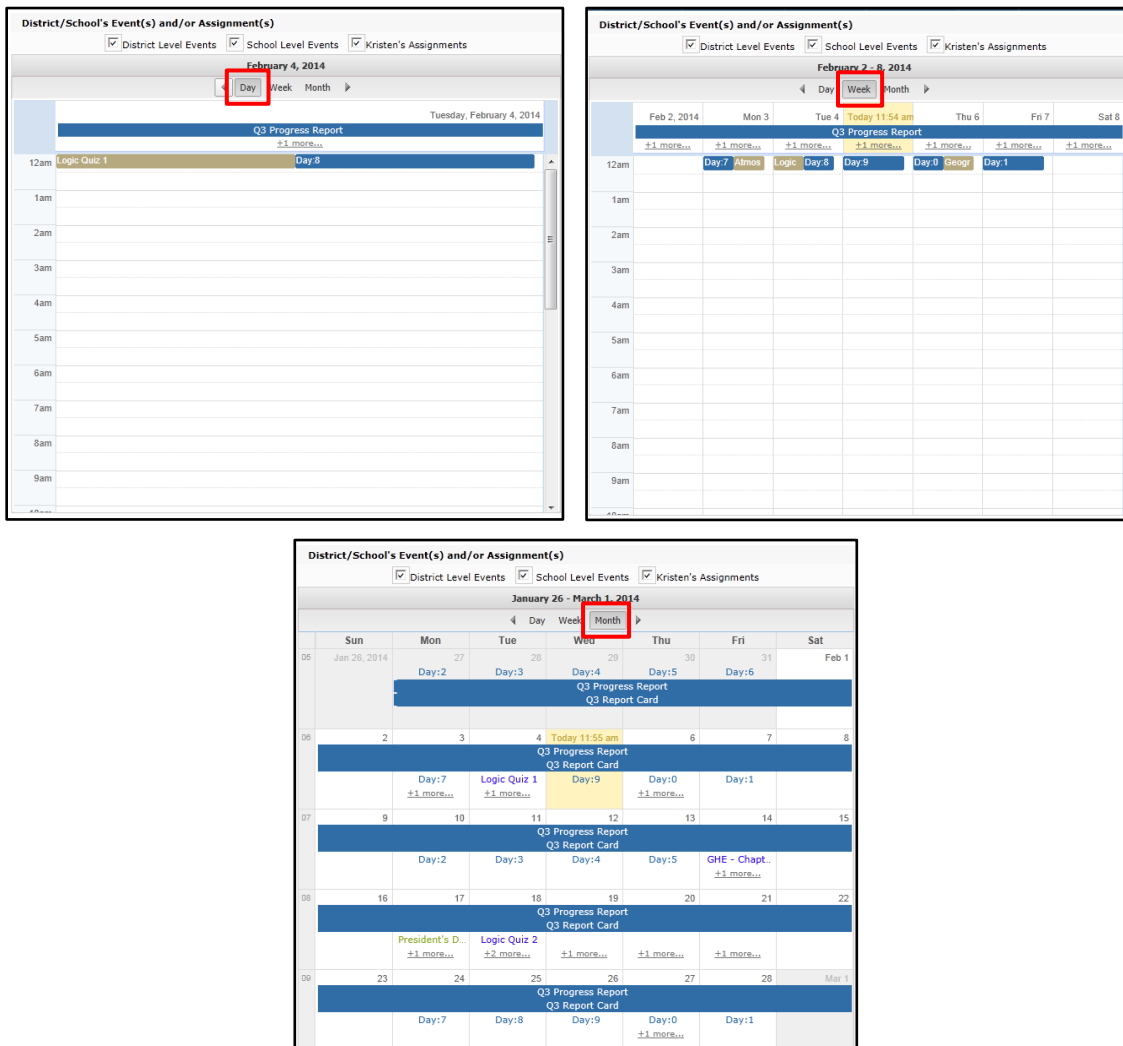 District/School's Event(s) and/or Assignment(s)
District Level Events School Level Events Kristen's Assignments
February 4, 2014
Day Week Month
Tuesday, February 4, 2014
Q3 Progress Report
+1 more...
12am Logic Quiz 1 Day:8
1am
2am
3am
4am
5am
6am
7am
8am
9am
District/School's Event(s) and/or Assignment(s)
District Level Events School Level Events Kristen's Assignments
February 2 - 8, 2014
Day Week Month
Feb 2, 2014 Mon 3 Tue 4 Today 11:54 am Thu 6 Fri 7 Sat 8
Q3 Progress Report
+1 more... +1 more... +1 more... +1 more... +1 more... +1 more... +1 more...
12am Day:7 Atmos Logic Day:8 Day:9 Day:0 Geogr Day:1
1am
2am
3am
4am
5am
6am
7am
8am
9am
District/School's Event(s) and/or Assignment(s)
District Level Events School Level Events Kristen's Assignments
January 26 - March 1, 2014
Day Week Month
Sun Mon Tue Wed Thu Fri Sat
05 Jan 26, 2014 27 28 29 30 31 Feb 1
Day:2 Day:3 Day:4 Day:5 Day:6
Q3 Progress Report
Q3 Report Card
06 2 3 4 Today 11:55 am 6 7 8
Q3 Progress Report
Q3 Report Card
Day:7 Logic Quiz 1 Day:9 Day:0 Day:1
+1 more... +1 more... +1 more...
07 9 10 11 12 13 14 15
Q3 Progress Report
Q3 Report Card
Day:2 Day:3 Day:4 Day:5 GHE - Chapt..
+1 more...
08 16 17 18 19 20 21 22
Q3 Progress Report
Q3 Report Card
President's D... Logic Quiz 2
+1 more... +2 more... +1 more... +1 more... +1 more...
09 23 24 25 26 27 28 Mar 1
Q3 Progress Report
Q3 Report Card
Day:7 Day:8 Day:9 Day:0 Day:1
+1 more...